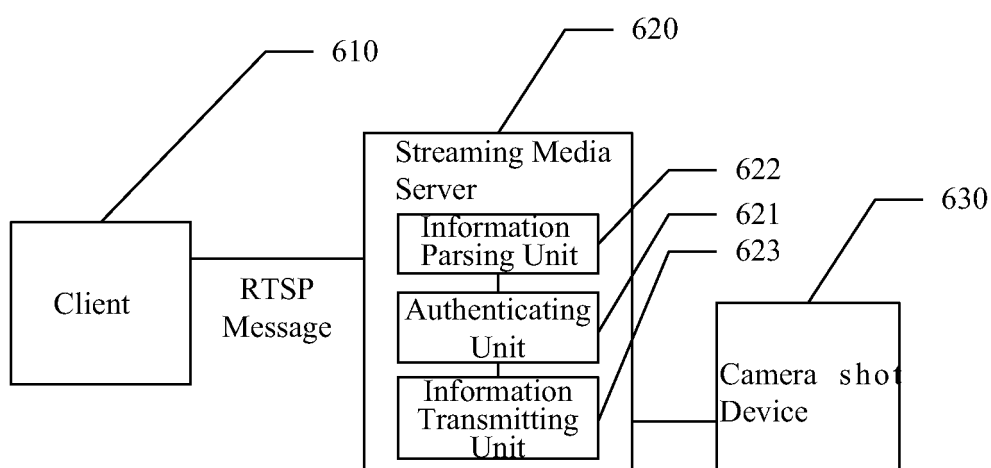 610
620
Streaming Media
Server
622
Information
Parsing Unit
621
630
623
Client
RTSP
Message
Authenticating
Unit
Information
Transmitting
Unit
Camera shot
Device